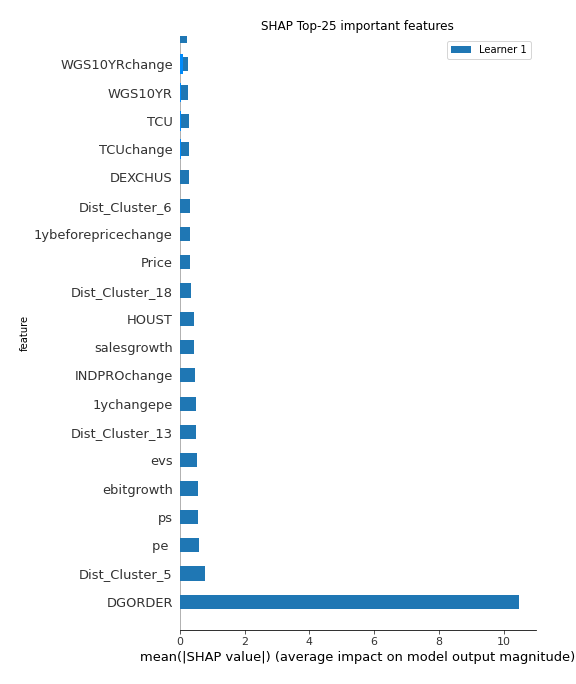 SHAP Top-25 important features
Learner 1
WGS10YRchange
WGS10YR
TCU
TCUchange
DEXCHUS
Dist_Cluster_6
1ybeforepricechange
Price
Dist_Cluster_18
HOUST
salesgrowth
INDPROchange
1ychangepe
Dist_Cluster_13
evs
ebitgrowth
ps
pe
Dist_Cluster_5
DGORDER
feature
0 2 4 6 8 10
mean(|SHAP value|) (average impact on model output magnitude)